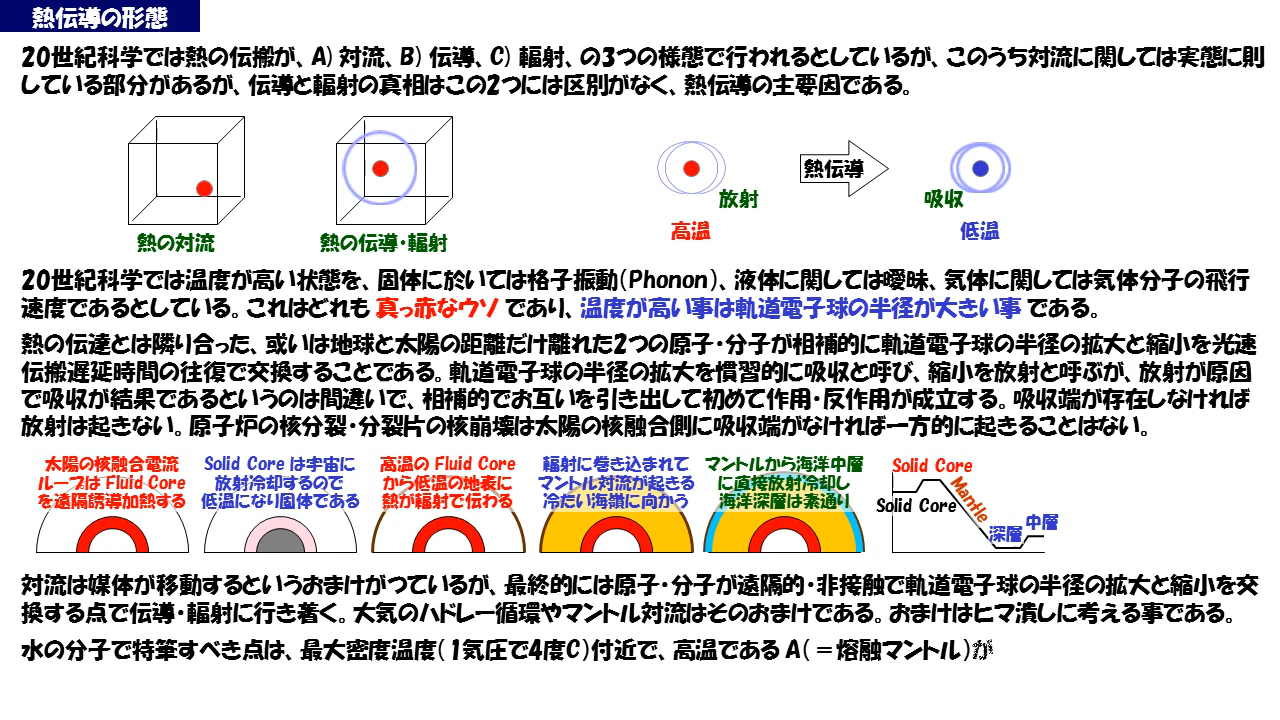 熱伝導の形態
20世紀科学では熱の伝搬が、A) 対流、B) 伝導、C) 輻射、の3つの様態で行われるとしているが、このうち対流に関しては実態に則
している部分があるが、伝導と輻射の真相はこの2つには区別がなく、熱伝導の主要因である。
熱の対流
熱の伝導・輻射
放射
高温
熱伝導
吸収
低温
20世紀科学では温度が高い状態を、固体に於いては格子振動(Phonon)、液体に関しては曖昧、気体に関しては気体分子の飛行
速度であるとしている。これはどれも 真っ赤なウソ であり、温度が高い事は軌道電子球の半径が大きい事 である。
熱の伝達とは隣り合った、或いは地球と太陽の距離だけ離れた2つの原子・分子が相補的に軌道電子球の半径の拡大と縮小を光速
伝搬遅延時間の往復で交換することである。軌道電子球の半径の拡大を慣習的に吸収と呼び、縮小を放射と呼ぶが、放射が原因
で吸収が結果であるというのは間違いで、相補的でお互いを引き出して初めて作用・反作用が成立する。吸収端が存在しなければ
放射は起きない。原子炉の核分裂・分裂片の核崩壊は太陽の核融合側に吸収端がなければ一方的に起きることはない。
太陽の核融合電流
ループは Fluid Core
を遠隔誘導加熱する
Solid Core は宇宙に
放射冷却するので
低温になり固体である
高温の Fluid Core
から低温の地表に
熱が輻射で伝わる
輻射に巻き込まれて
マントル対流が起きる
冷たい海嶺に向かう
マントルから海洋中層
に直接放射冷却し
海洋深層は素通り
Solid Core
Solid Core
Mantle
深層
中層
対流は媒体が移動するというおまけがつているが、最終的には原子・分子が遠隔的・非接触で軌道電子球の半径の拡大と縮小を交
換する点で伝導・輻射に行き着く。大気のハドレー循環やマントル対流はそのおまけである。おまけはヒマ潰しに考える事である。
水の分子で特筆すべき点は、最大密度温度(1気圧で4度C)付近で、高温である A(=熔融マントル)が